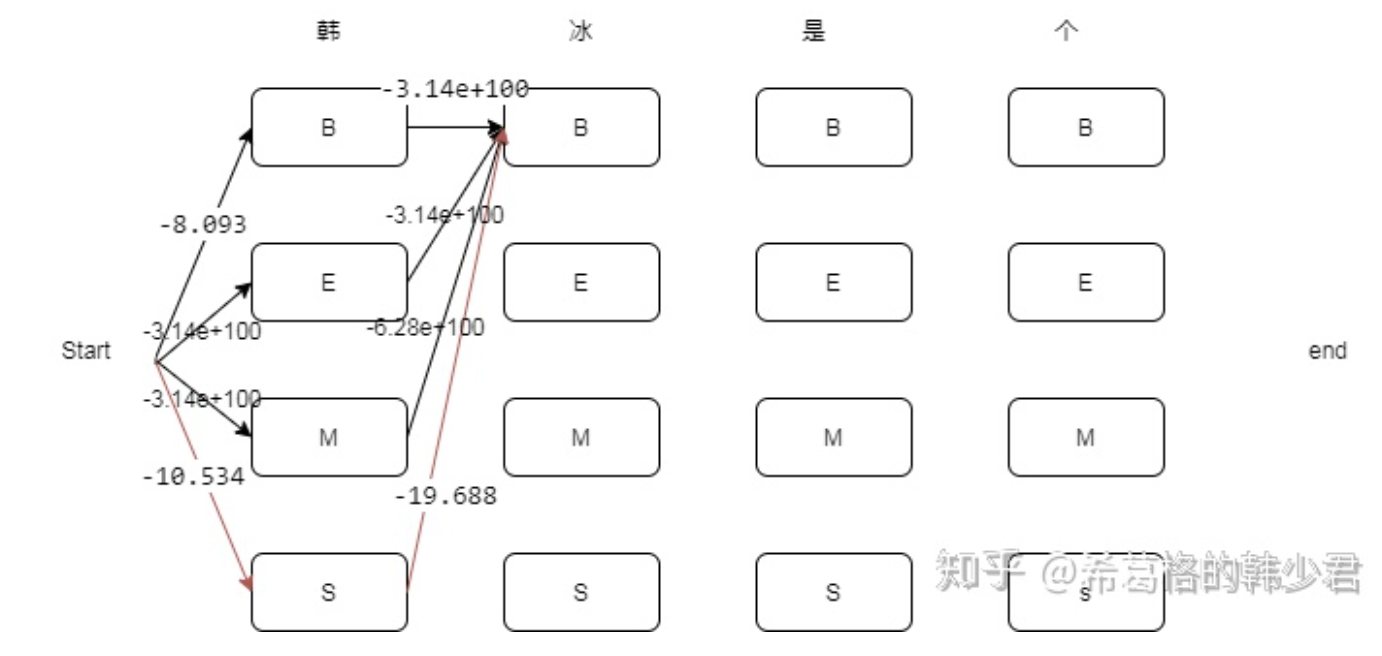 韩 冰 是 个
-3.14e+100
B B B B
-8.093
-3.14e+100
E E E E
-3.14e+100
-6.28e+100
Start
end
-3.14e+100
M M M M
-10.534
-19.688
知乎 @希葛格的韩少君
S S S s